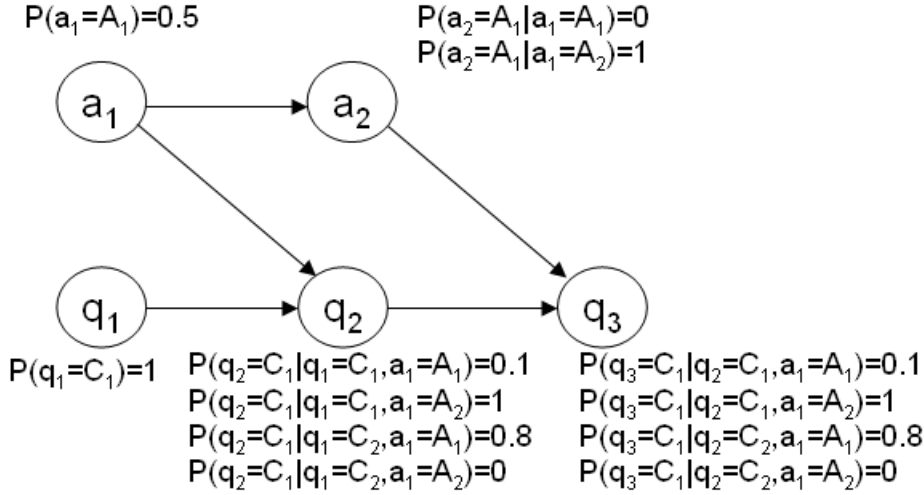 P(a₁=A₁)=0.5
P(a₂=A₁|a₁=A₁)=0
P(a₂=A₁|a₁=A₂)=1
a₁
a₂
q₁
q₂
q₃
P(q₁=C₁)=1
P(q₂=C₁|q₁=C₁,a₁=A₁)=0.1
P(q₂=C₁|q₁=C₁,a₁=A₂)=1
P(q₂=C₁|q₁=C₂,a₁=A₁)=0.8
P(q₂=C₁|q₁=C₂,a₁=A₂)=0
P(q₃=C₁|q₂=C₁,a₁=A₁)=0.1
P(q₃=C₁|q₂=C₁,a₁=A₂)=1
P(q₃=C₁|q₂=C₂,a₁=A₁)=0.8
P(q₃=C₁|q₂=C₂,a₁=A₂)=0